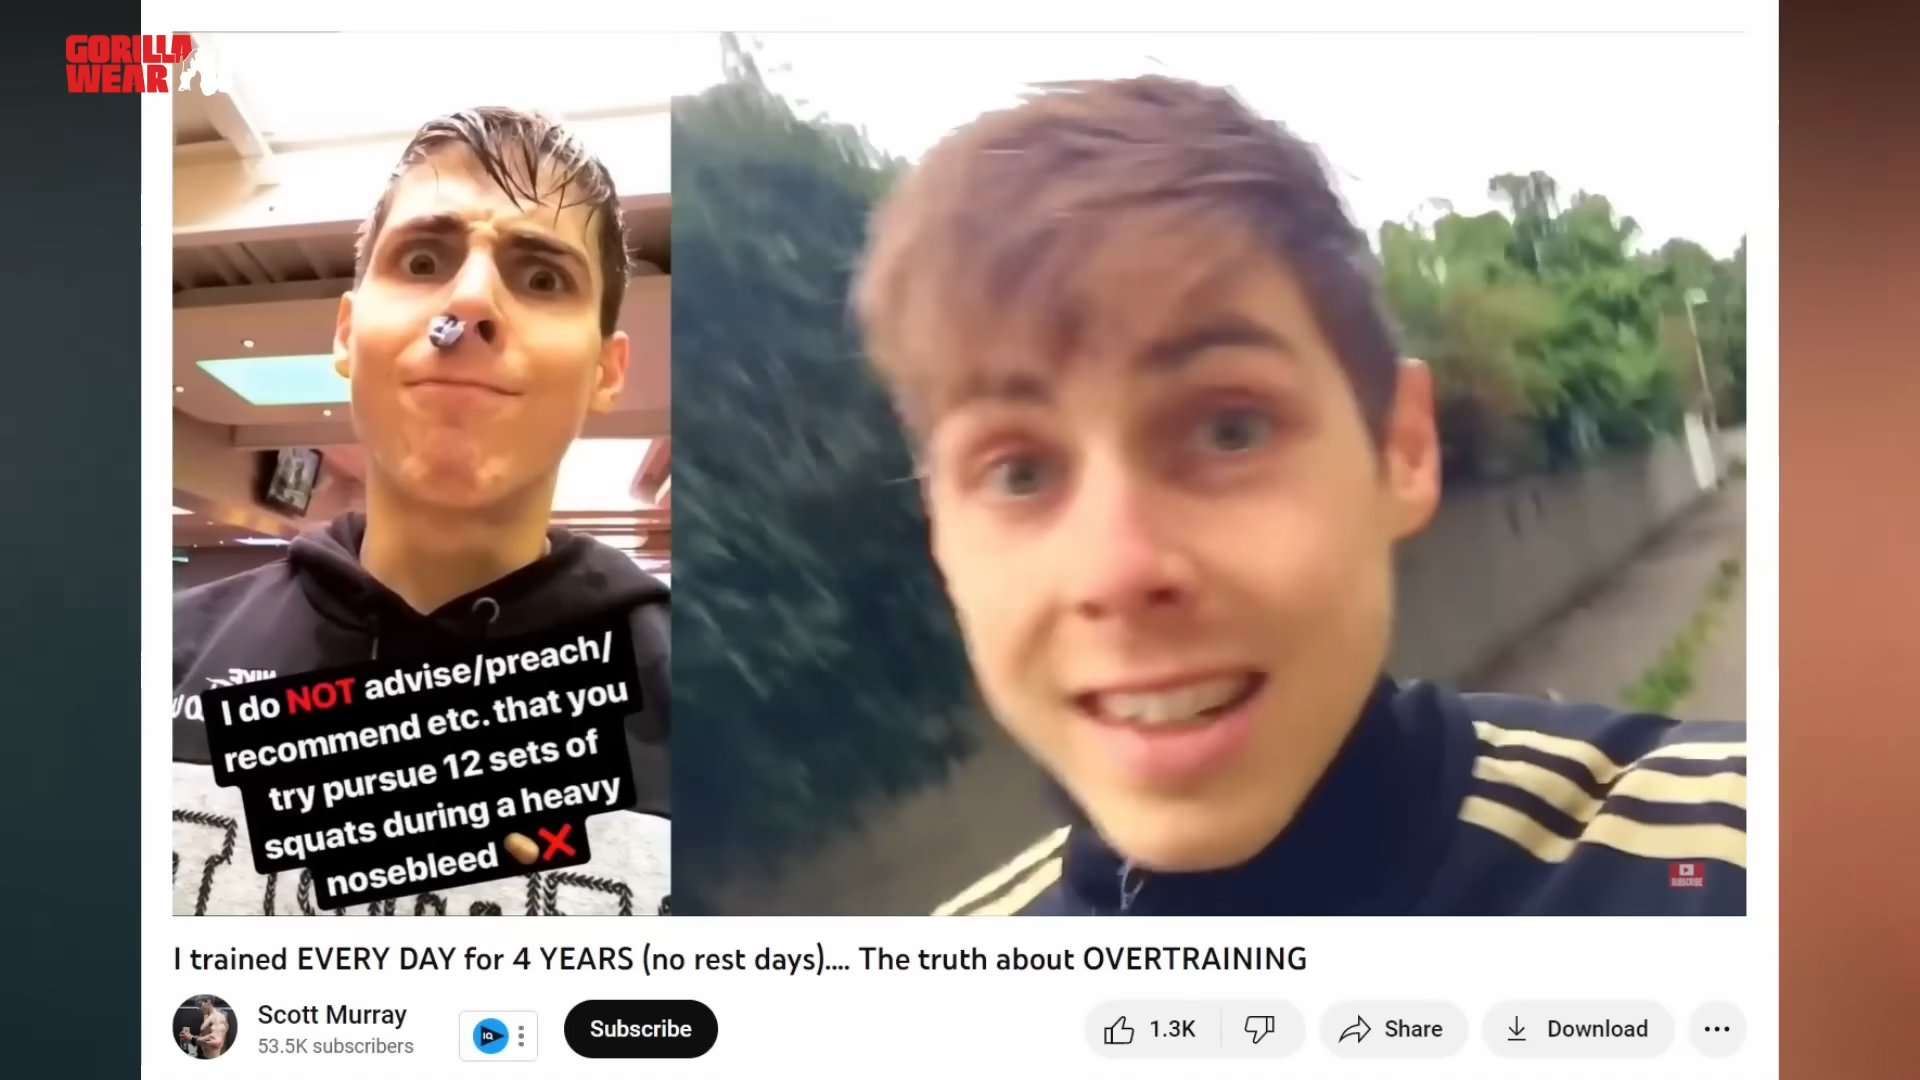 GORILLA
WEAR
I do NOT advise/preach/
recommend etc. that you
try pursue 12 sets of
squats during a heavy
nosebleed
SUBSCRIBE
I trained EVERY DAY for 4 YEARS (no rest days).... The truth about OVERTRAINING
Scott Murray
53.5K subscribers
IQ
Subscribe
1.3K
Share
Download